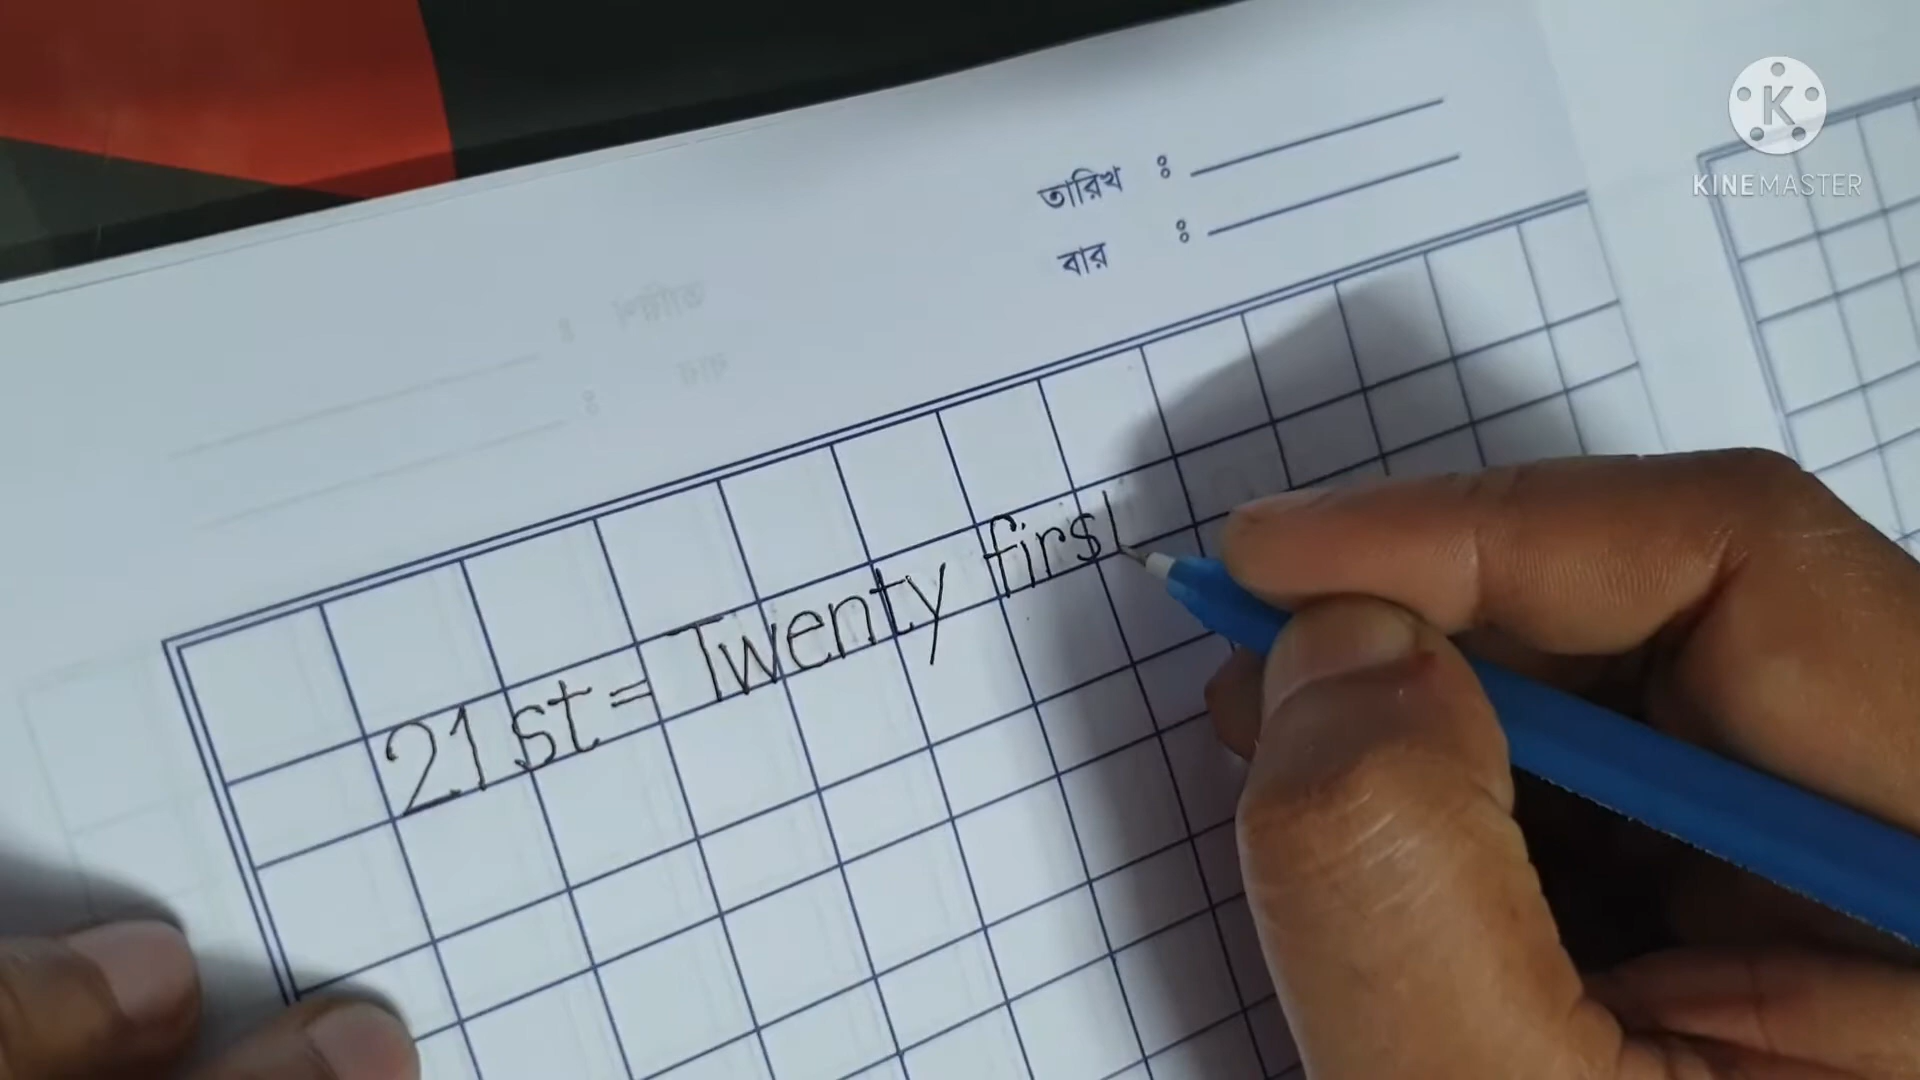 তারিখ ঃ
বার ঃ
KINEMASTER
21st = Twenty first